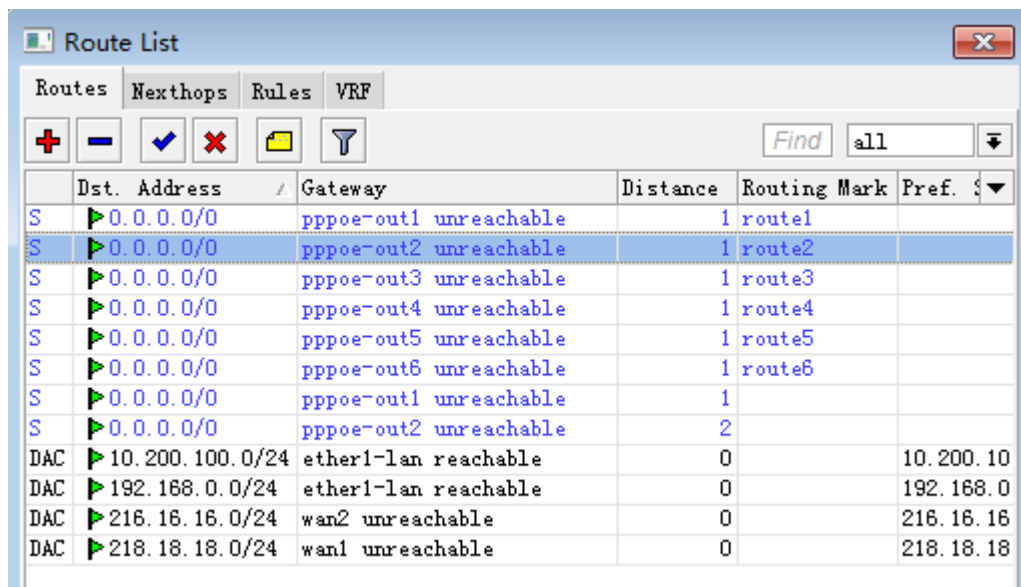 Route List
Routes Nexthops Rules VRF
Find all
Dst. Address Gateway Distance Routing Mark Pref.
S 0.0.0.0/0 pppoe-out1 unreachable 1 route1
S 0.0.0.0/0 pppoe-out2 unreachable 1 route2
S 0.0.0.0/0 pppoe-out3 unreachable 1 route3
S 0.0.0.0/0 pppoe-out4 unreachable 1 route4
S 0.0.0.0/0 pppoe-out5 unreachable 1 route5
S 0.0.0.0/0 pppoe-out6 unreachable 1 route6
S 0.0.0.0/0 pppoe-out1 unreachable 1
S 0.0.0.0/0 pppoe-out2 unreachable 2
DAC 10.200.100.0/24 ether1-lan reachable 0 10.200.10
DAC 192.168.0.0/24 ether1-lan reachable 0 192.168.0
DAC 216.16.16.0/24 wan2 unreachable 0 216.16.16
DAC 218.18.18.0/24 wan1 unreachable 0 218.18.18